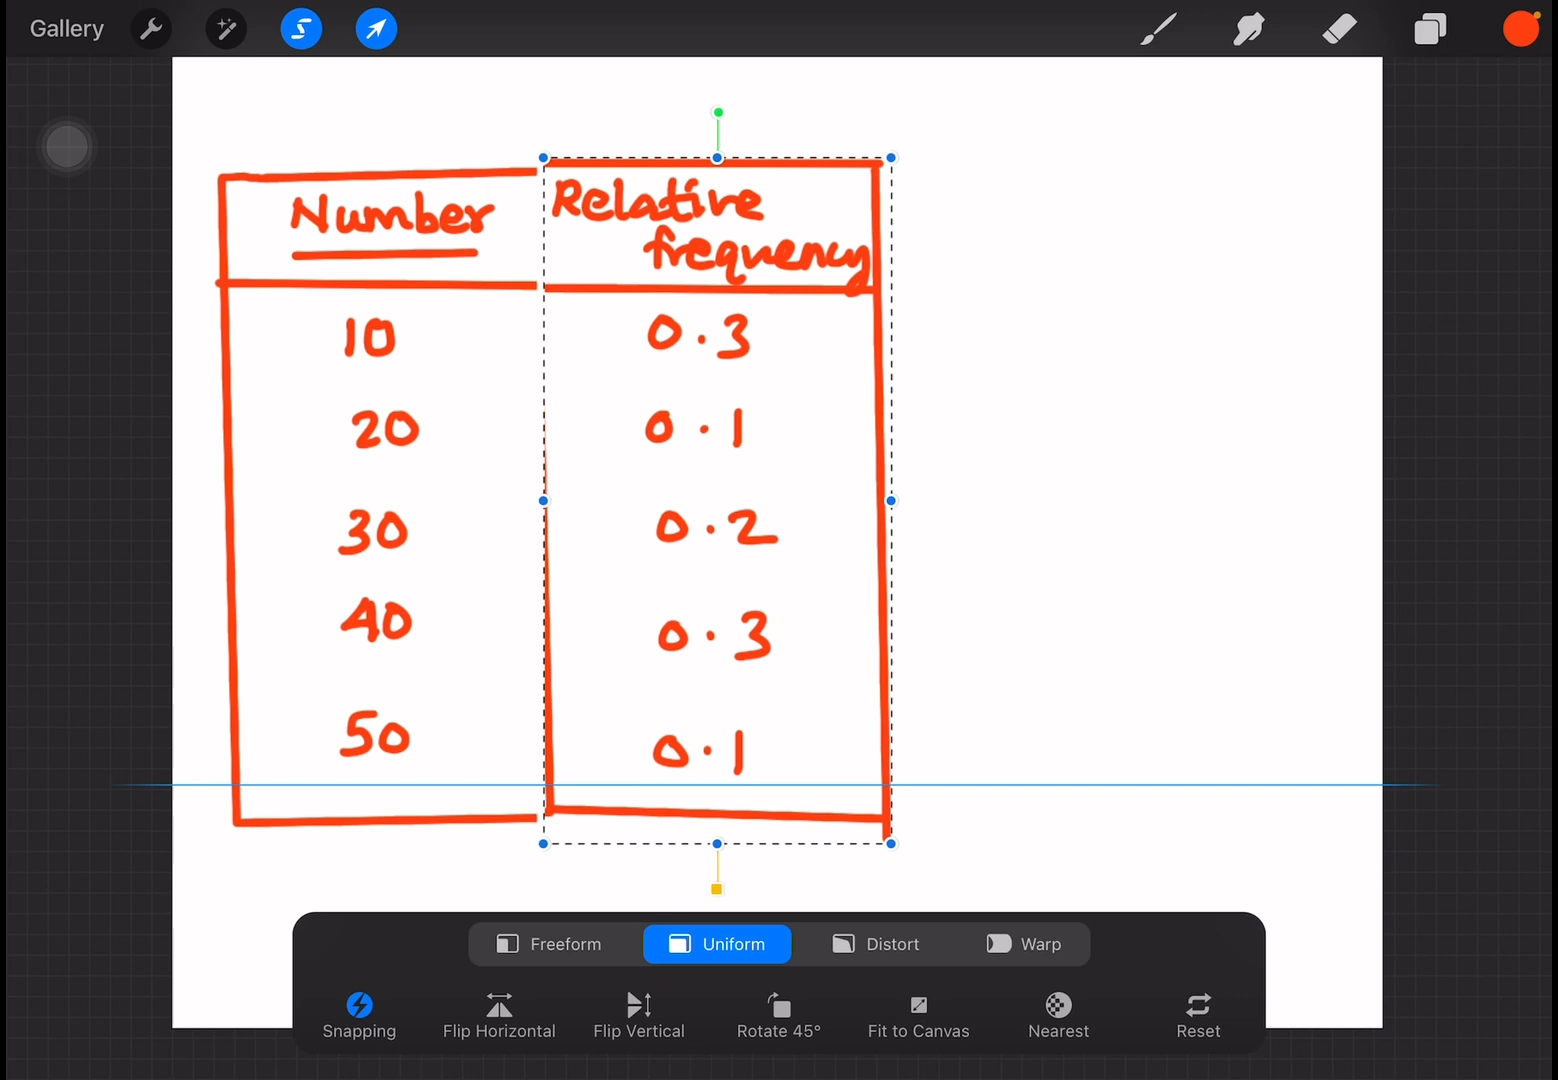 Gallery
Number Relative
frequency
10 0.3
20 0.1
30 0.2
40 0.3
50 0.1
Freeform Uniform Distort Warp
Snapping Flip Horizontal Flip Vertical Rotate 45° Fit to Canvas Nearest Reset